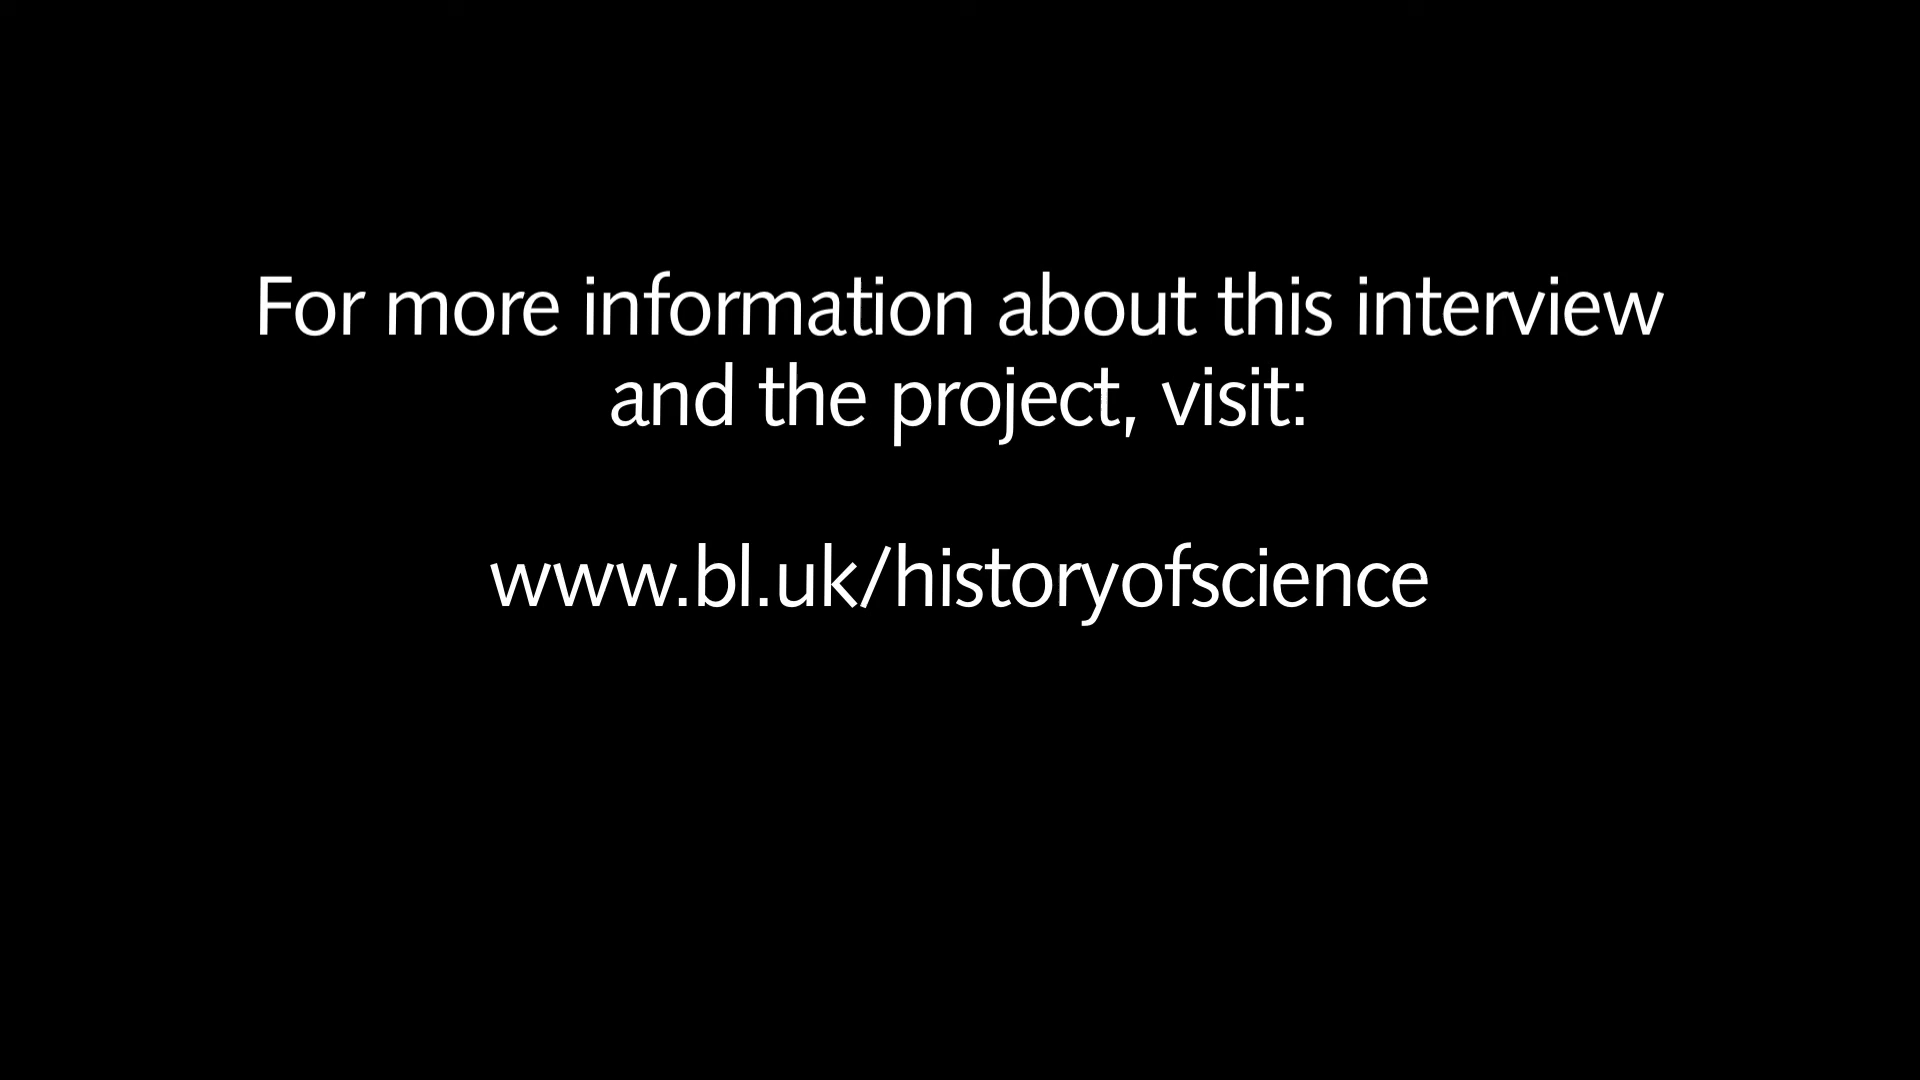 For more information about this interview
and the project, visit:
www.bl.uk/historyofscience